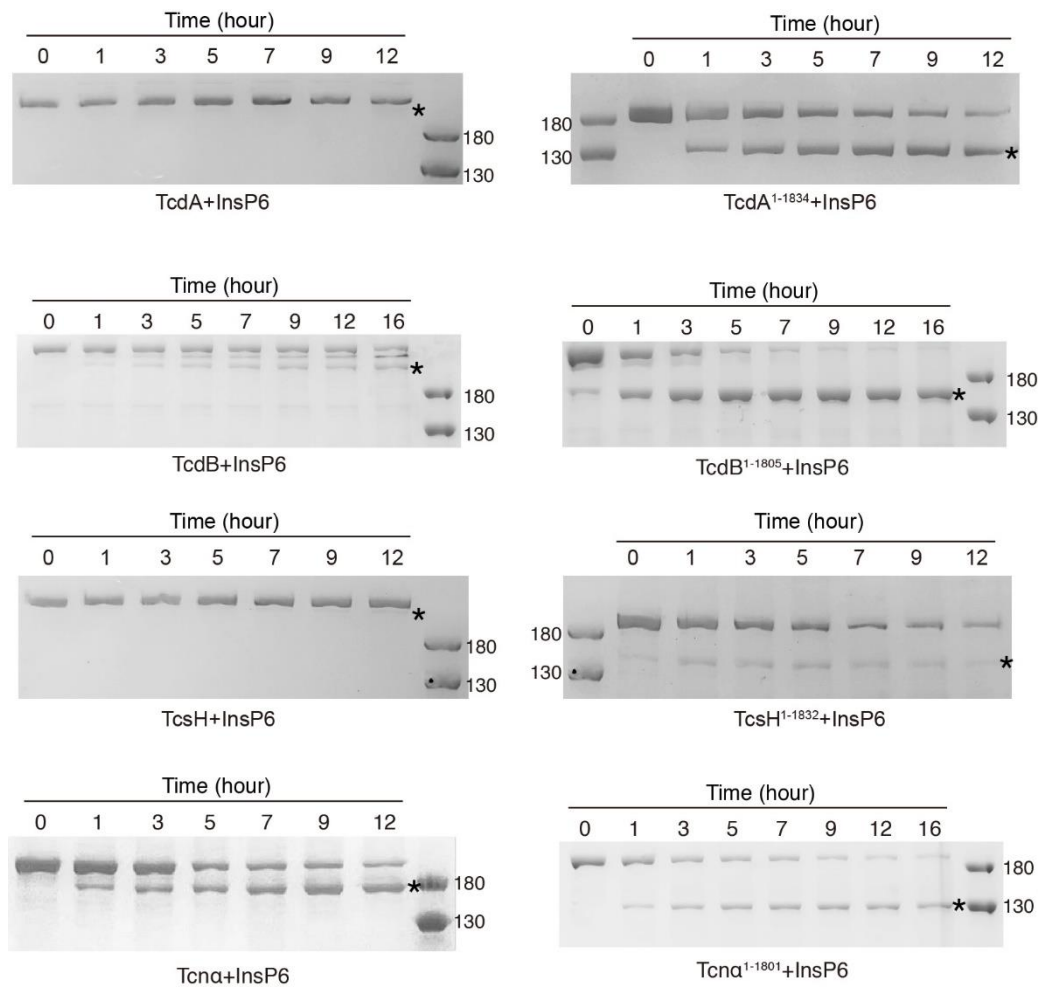 Time (hour)
0 1 3 5 7 9 12
*
180
130
TcdA+InsP6
Time (hour)
0 1 3 5 7 9 12
180
130 *
TcdA¹⁻¹⁸³⁴+InsP6
Time (hour)
0 1 3 5 7 9 12 16
*
180
130
TcdB+InsP6
Time (hour)
0 1 3 5 7 9 12 16
180
*
130
TcdB¹⁻¹⁸⁰⁵+InsP6
Time (hour)
0 1 3 5 7 9 12
*
180
130
TcsH+InsP6
Time (hour)
0 1 3 5 7 9 12
180
130 *
TcsH¹⁻¹⁸³²+InsP6
Time (hour)
0 1 3 5 7 9 12
* 180
130
Tcnα+InsP6
Time (hour)
0 1 3 5 7 9 12 16
180
* 130
Tcnα¹⁻¹⁸⁰¹+InsP6